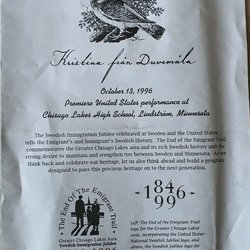 Kristina från Duvemåla
October 13, 1996
Premiere United States performance at
Chisago Lakes High School, Lindström, Minnesota
The Swedish Immigration Jubilee celebrated in Sweden and the United States
tells the Emigrant's and Immigrant's Swedish History. The End of the Emigrant Trail
commemorates the Greater Chisago Lakes area and its rich Swedish history and the
strong desire to maintain and strengthen ties between Sweden and Minnesota. As we
think back and celebrate our heritage, let us also think ahead and build a program
designed to pass this precious heritage on to the next generation.
The End of The Emigrant Trail
Greater Chisago Lakes Area
Swedish Immigration Jubilee
1846
1996
Left: The End of the Emigrant Trail
logo for the Greater Chisago Lakes
area, incorporating the United States -
National Swedish Jubilee logo, and
above, the Swedish Jubilee logo